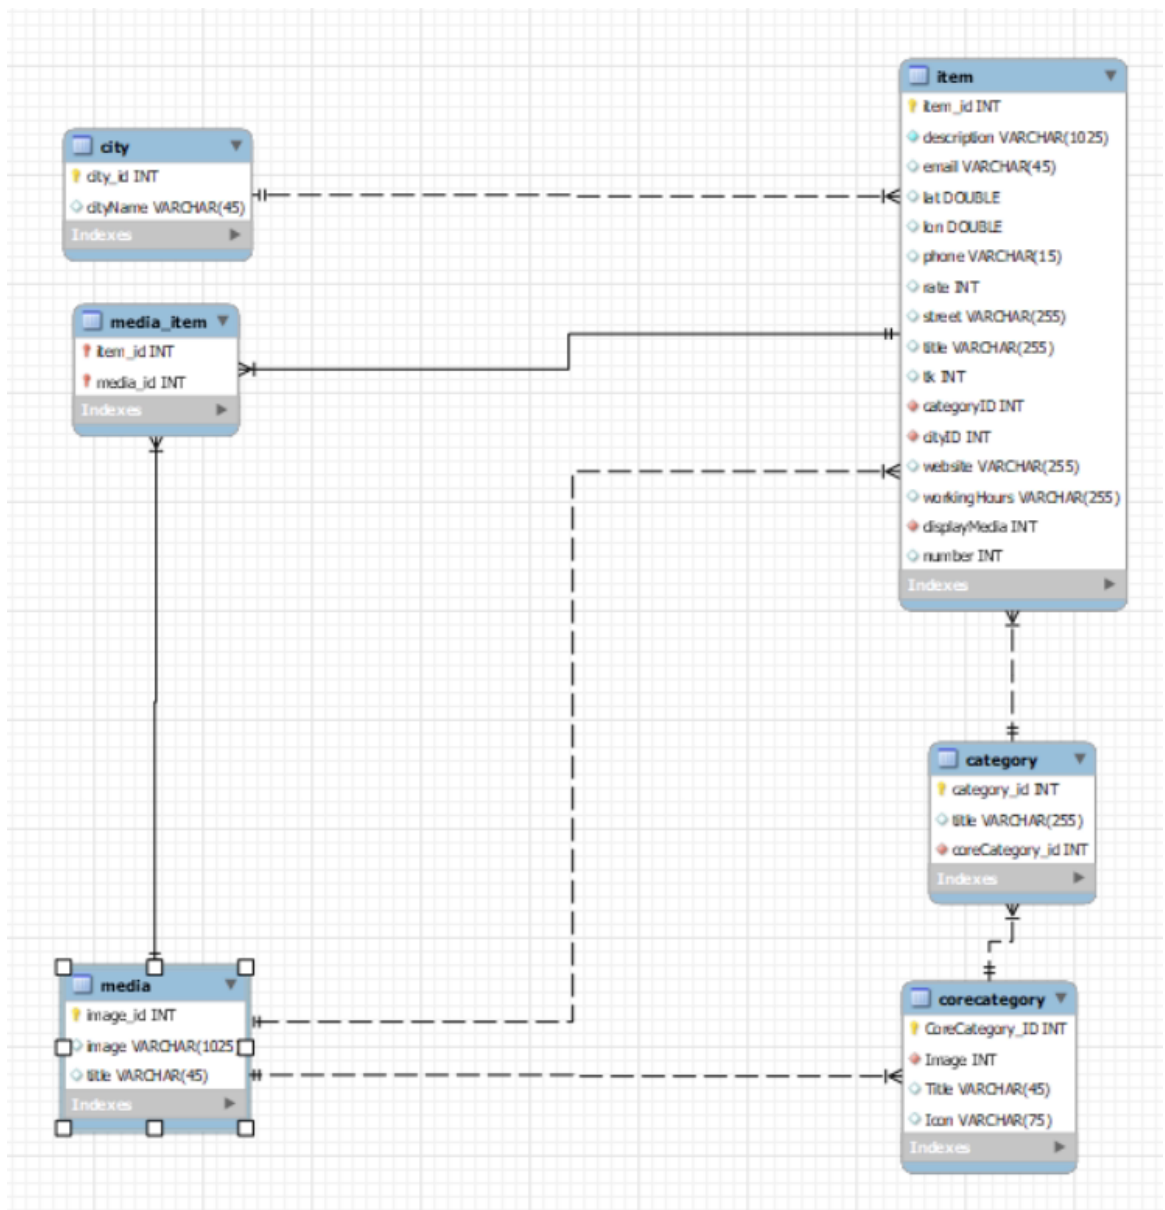 city
city_id INT
cityName VARCHAR(45)
Indexes
media_item
item_id INT
media_id INT
Indexes
media
image_id INT
image VARCHAR(1025
title VARCHAR(45)
Indexes
item
item_id INT
description VARCHAR(1025)
email VARCHAR(45)
lat DOUBLE
lon DOUBLE
phone VARCHAR(15)
rate INT
street VARCHAR(255)
title VARCHAR(255)
tk INT
categoryID INT
cityID INT
website VARCHAR(255)
workingHours VARCHAR(255)
displayMedia INT
number INT
Indexes
category
category_id INT
title VARCHAR(255)
coreCategory_id INT
Indexes
corecategory
CoreCategory_ID INT
Image INT
Title VARCHAR(45)
Icon VARCHAR(75)
Indexes